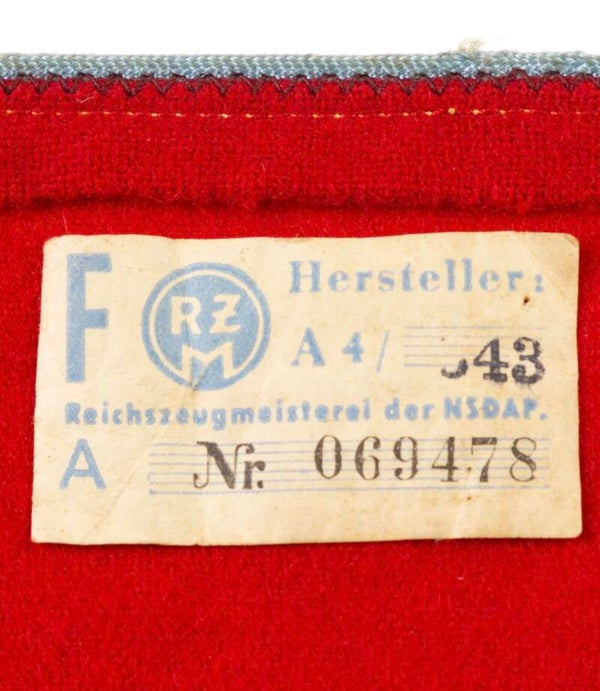 F RZM Hersteller:
A 4/ 43
Reichszeugmeisterei der NSDAP.
A Nr. 069478